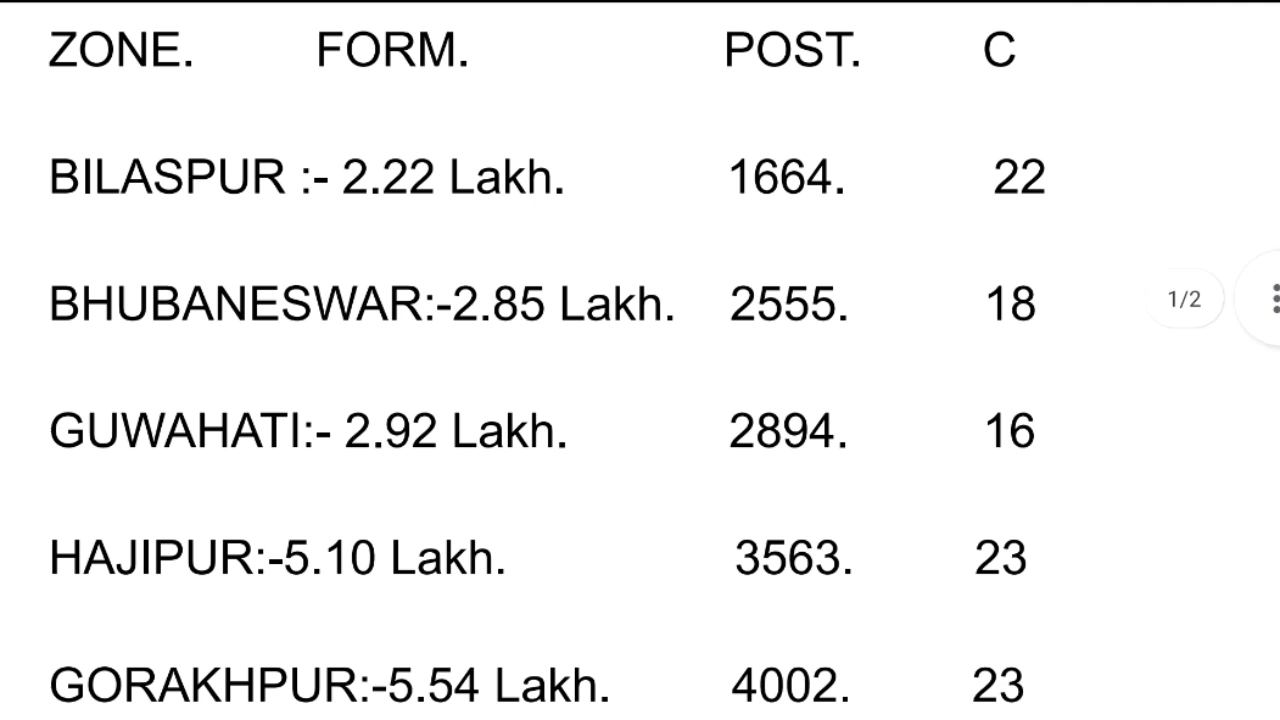 ZONE. FORM. POST. C
BILASPUR :- 2.22 Lakh. 1664. 22
BHUBANESWAR:-2.85 Lakh. 2555. 18
1/2
GUWAHATI:- 2.92 Lakh. 2894. 16
HAJIPUR:-5.10 Lakh. 3563. 23
GORAKHPUR:-5.54 Lakh. 4002. 23